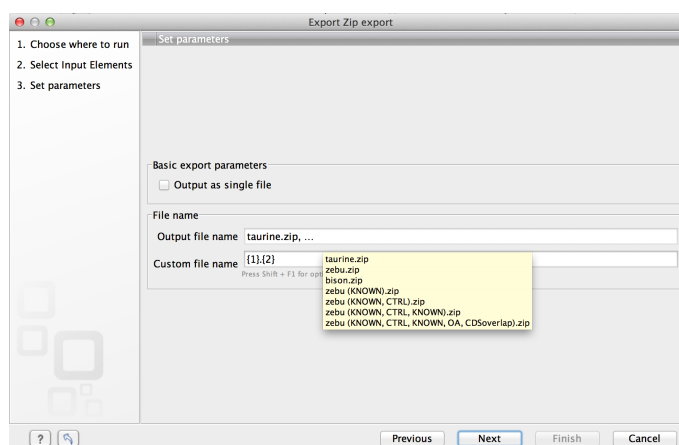 Export Zip export
1. Choose where to run
2. Select Input Elements
3. Set parameters
Set parameters
Basic export parameters
Output as single file
File name
Output file name taurine.zip, ...
Custom file name {1}.{2}
Press Shift + F1 for
taurine.zip
zebu.zip
bison.zip
zebu (KNOWN).zip
zebu (KNOWN, CTRL).zip
zebu (KNOWN, CTRL, KNOWN).zip
zebu (KNOWN, CTRL, KNOWN, OA, CDSoverlap).zip
? Previous Next Finish Cancel